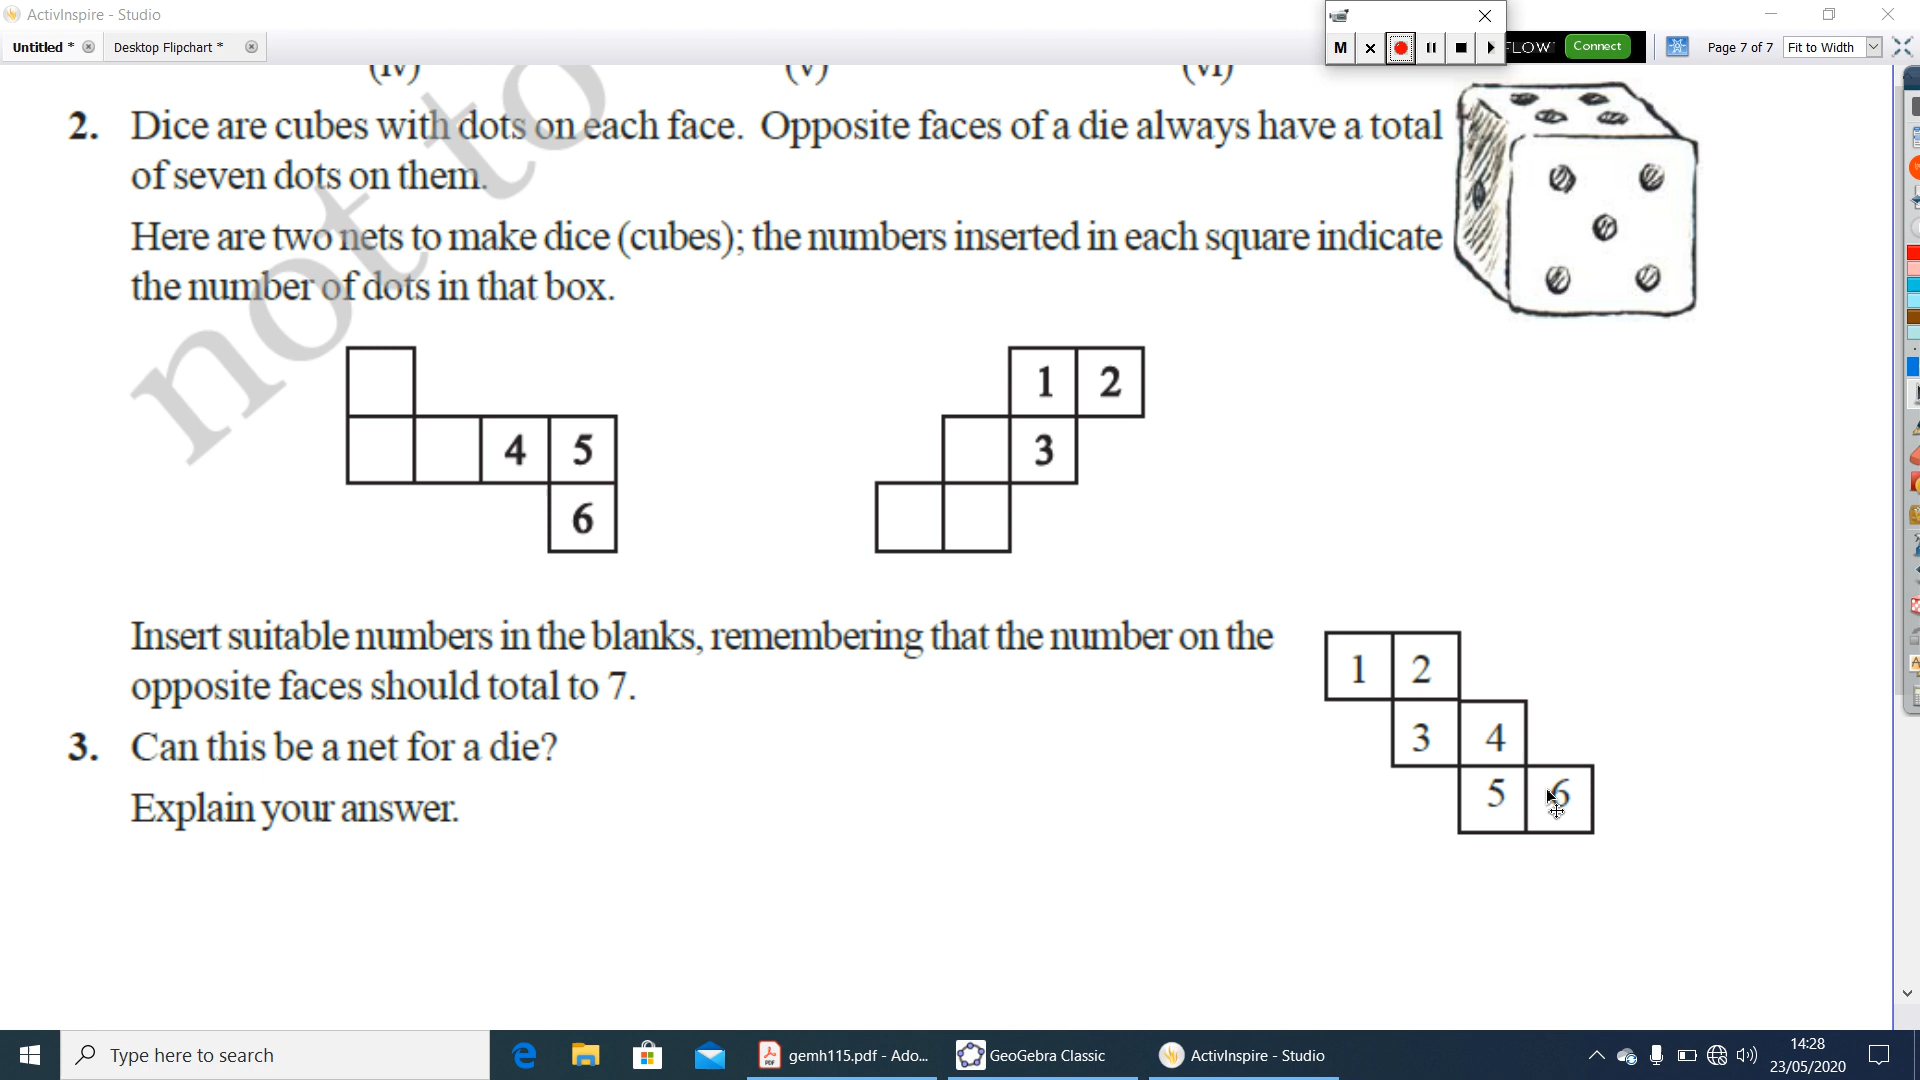 ActivInspire - Studio
Untitled *
Desktop Flipchart *
M
FLOW!
Connect
Page 7 of 7
Fit to Width
(iv) (v) (vi)
2. Dice are cubes with dots on each face. Opposite faces of a die always have a total
of seven dots on them.
Here are two nets to make dice (cubes); the numbers inserted in each square indicate
the number of dots in that box.
not to
1 2
4 5
3
6
Insert suitable numbers in the blanks, remembering that the number on the
opposite faces should total to 7.
1 2
3. Can this be a net for a die?
3 4
Explain your answer.
5 6
Type here to search
gemh115.pdf - Ado...
GeoGebra Classic
ActivInspire - Studio
14:28
23/05/2020